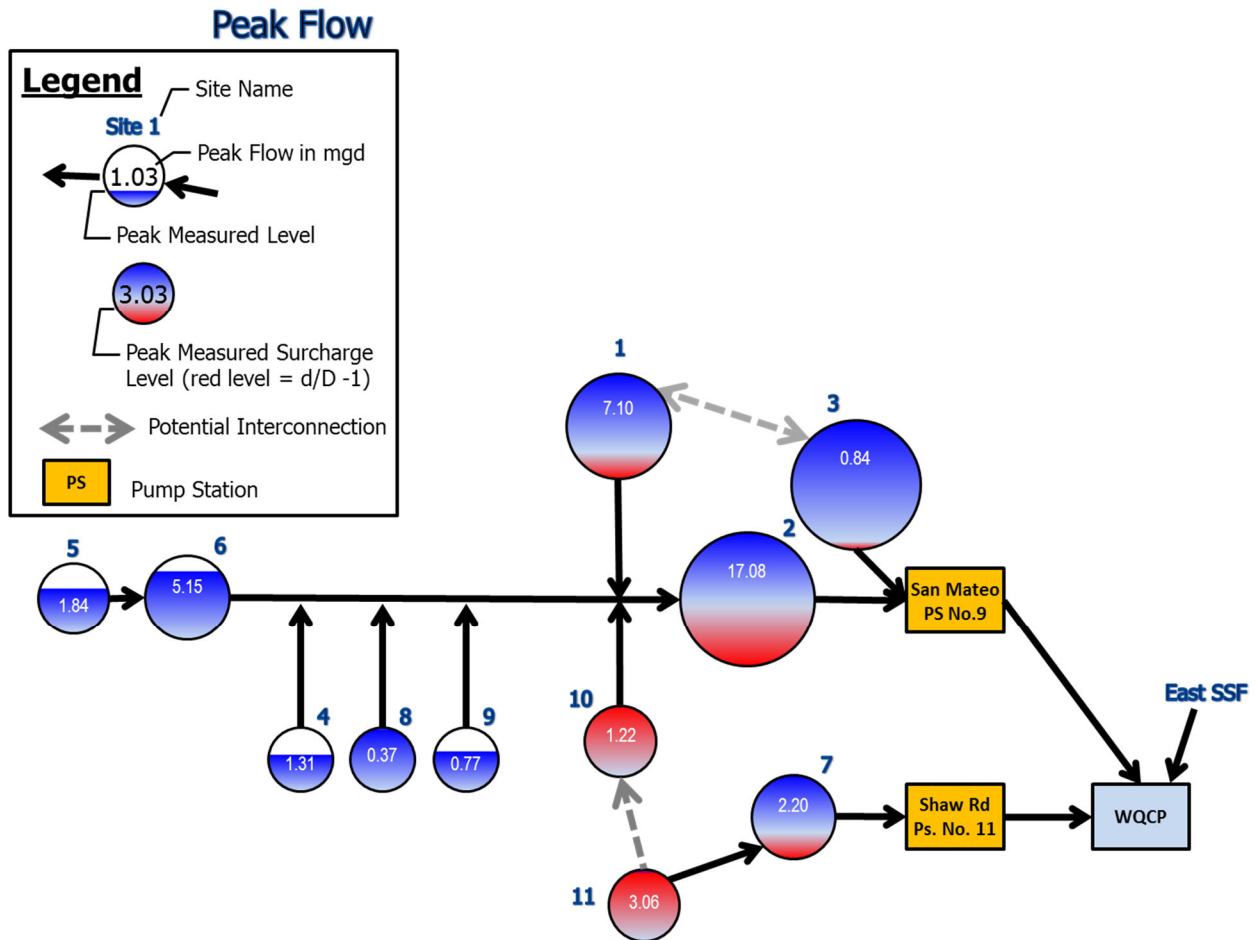 Peak Flow
Legend
Site Name
Site 1
Peak Flow in mgd
1.03
Peak Measured Level
3.03
Peak Measured Surcharge
Level (red level = d/D -1)
Potential Interconnection
PS
Pump Station
1
7.10
3
0.84
5
1.84
6
5.15
2
17.08
San Mateo
PS No.9
4
1.31
8
0.37
9
0.77
10
1.22
East SSF
7
2.20
Shaw Rd
Ps. No. 11
WQCP
11
3.06